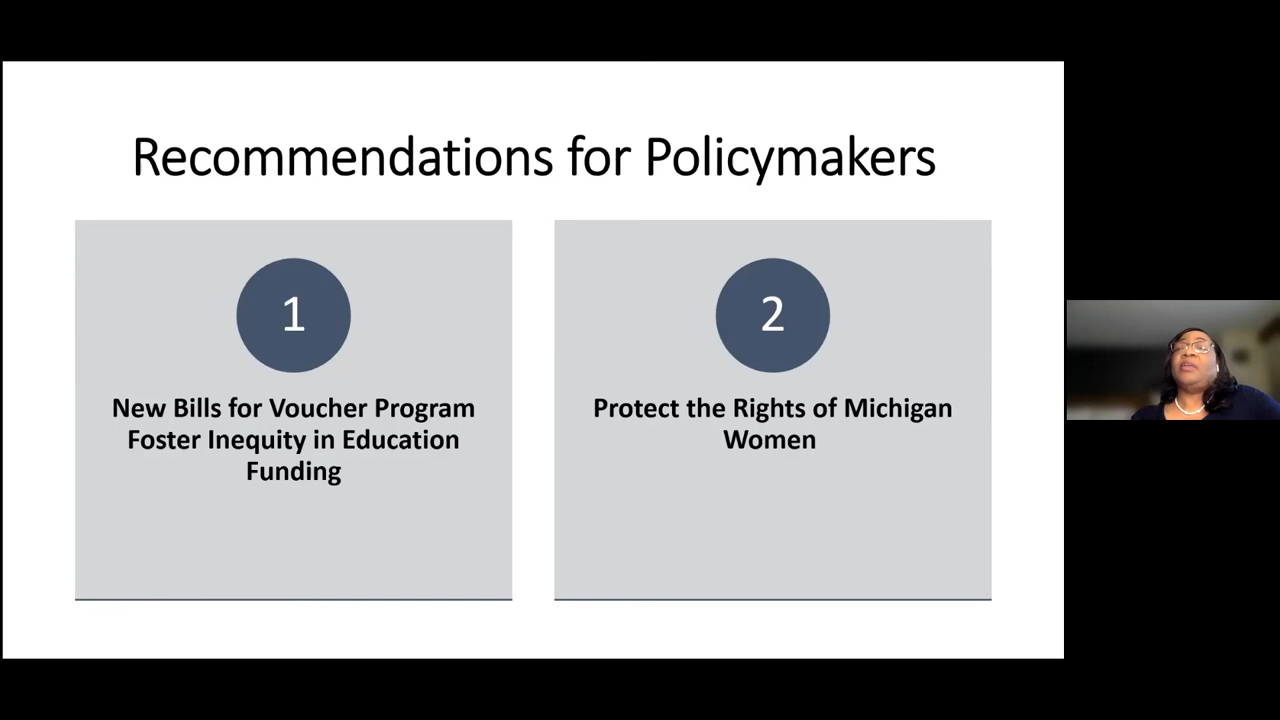 Recommendations for Policymakers
1
New Bills for Voucher Program
Foster Inequity in Education
Funding
2
Protect the Rights of Michigan
Women